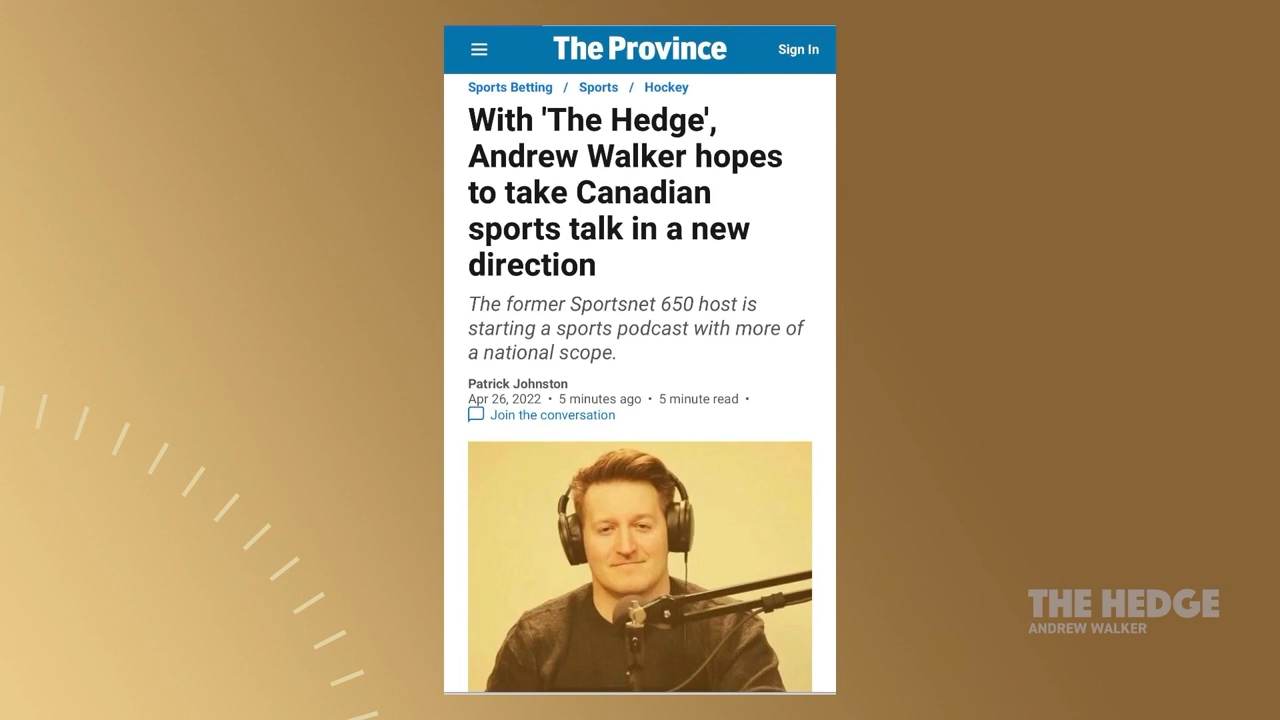 The Province
Sign In
Sports Betting / Sports / Hockey
With 'The Hedge',
Andrew Walker hopes
to take Canadian
sports talk in a new
direction
The former Sportsnet 650 host is
starting a sports podcast with more of
a national scope.
Patrick Johnston
Apr 26, 2022 • 5 minutes ago • 5 minute read •
Join the conversation
THE HEDGE
ANDREW WALKER